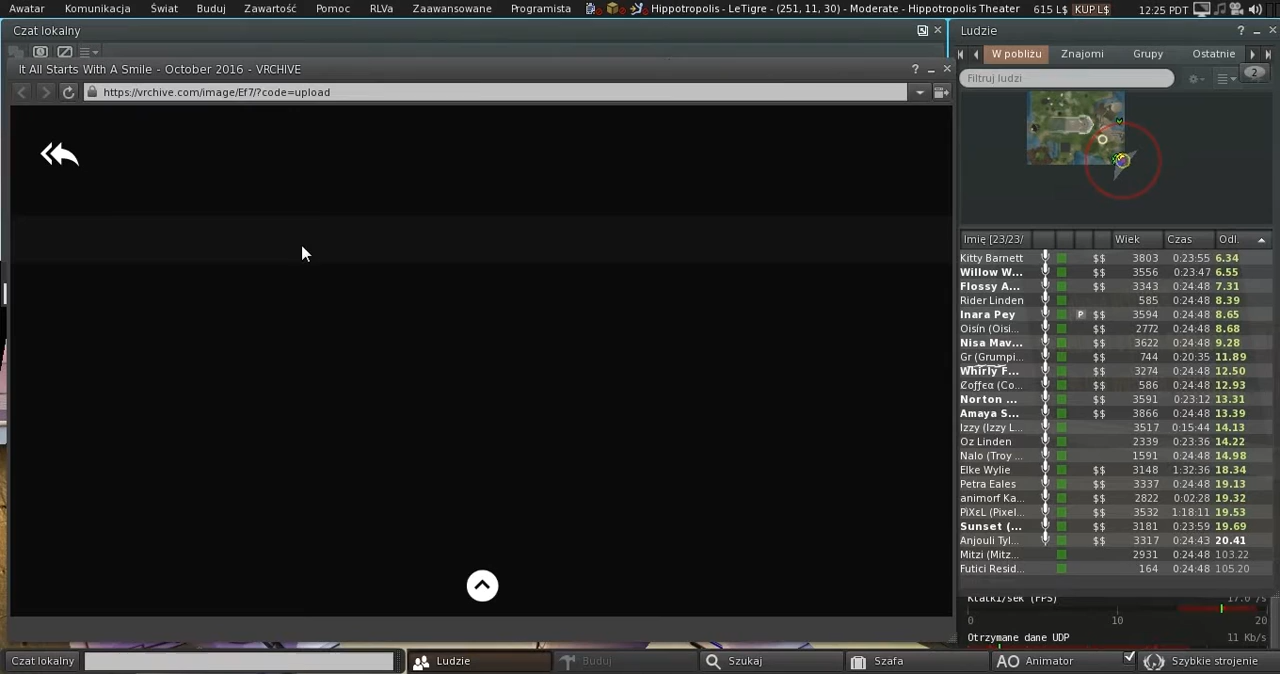 Awatar Komunikacja Świat Buduj Zawartość Pomoc RLVa Zaawansowane Programista Hippotropolis - LeTigre - (251, 11, 30) - Moderate - Hippotropolis Theater 615 L$ KUP L$ 12:25 PDT
Czat lokalny
Ludzie
It All Starts With A Smile - October 2016 - VRCHIVE
W pobliżu Znajomi Grupy Ostatnie
Filtruj ludzi
2
https://vrchive.com/image/Ef7/?code=upload
Imię [23/23/ Wiek Czas Odl.
Kitty Barnett $$ 3803 0:23:55 6.34
Willow W... $$ 3556 0:23:47 6.55
Flossy A... $$ 3343 0:24:48 7.31
Rider Linden 585 0:24:48 8.39
Inara Pey P $$ 3594 0:24:48 8.65
Oisín (Oisi... $$ 2772 0:24:48 8.68
Nisa Mav... $$ 3622 0:24:48 9.28
Gr (Grumpi... $$ 744 0:20:35 11.89
Whirly F... $$ 3274 0:24:48 12.50
(Co... $$ 586 0:24:48 12.93
Norton ... $$ 3591 0:23:12 13.31
Amaya S... $$ 3866 0:24:48 13.39
Izzy (Izzy L... 3517 0:15:44 14.13
Oz Linden 2339 0:23:36 14.22
Nalo (Troy ... 1591 0:24:48 14.98
Elke Wylie $$ 3148 1:32:36 18.34
Petra Eales $$ 3337 0:24:48 19.13
animorf Ka... $$ 2822 0:02:28 19.32
PiXεL (Pixel... $$ 3532 1:18:11 19.53
Sunset (... $$ 3181 0:23:59 19.69
Anjouli Tyl... $$ 3317 0:24:43 20.41
Mitzi (Mitz... 2931 0:24:48 103.22
Futici Resid... 164 0:24:48 105.20
Klatki/sek (FPS) 17.0 /s
0 10 20
Otrzymane dane UDP 11 Kb/s
Czat lokalny Ludzie Buduj Szukaj Szafa AO Animator Szybkie strojenie